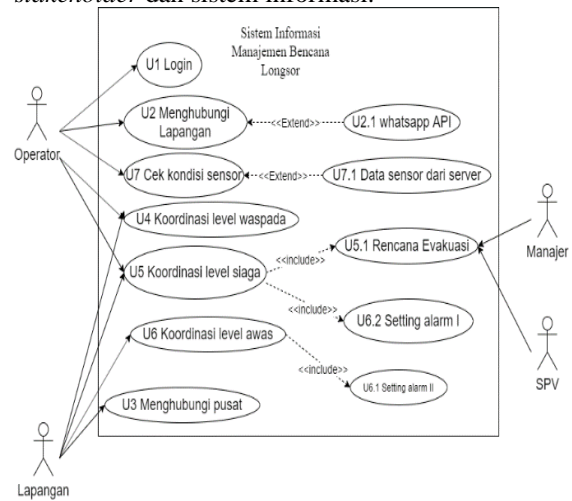 stakeholder dan sistem informasi.
Sistem Informasi
Manajemen Bencana
Longsor
U1 Login
U2 Menghubungi
Lapangan
<<Extend>>
U2.1 whatsapp API
Operator
U7 Cek kondisi sensor
<<Extend>>
U7.1 Data sensor dari server
U4 Koordinasi level waspada
U5.1 Rencana Evakuasi
Manajer
<<include>>
U5 Koordinasi level siaga
<<include>>
U6.2 Setting alarm I
U6 Koordinasi level awas
<<include>>
U6.1 Setting alarm II
SPV
U3 Menghubungi pusat
Lapangan